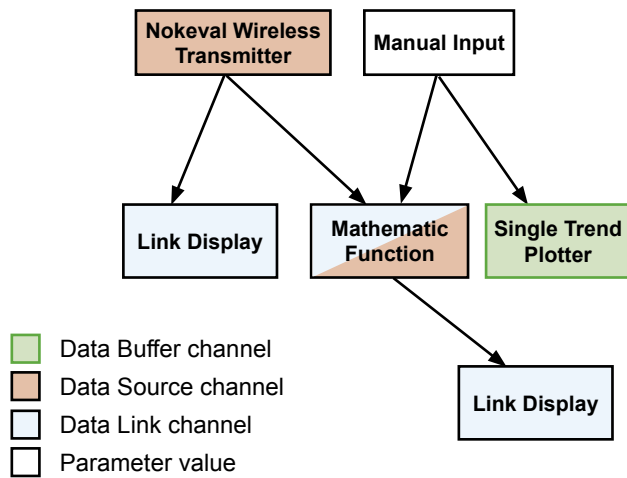 Nokeval Wireless
Transmitter
Manual Input
Link Display
Mathematic
Function
Single Trend
Plotter
Link Display
Data Buffer channel
Data Source channel
Data Link channel
Parameter value